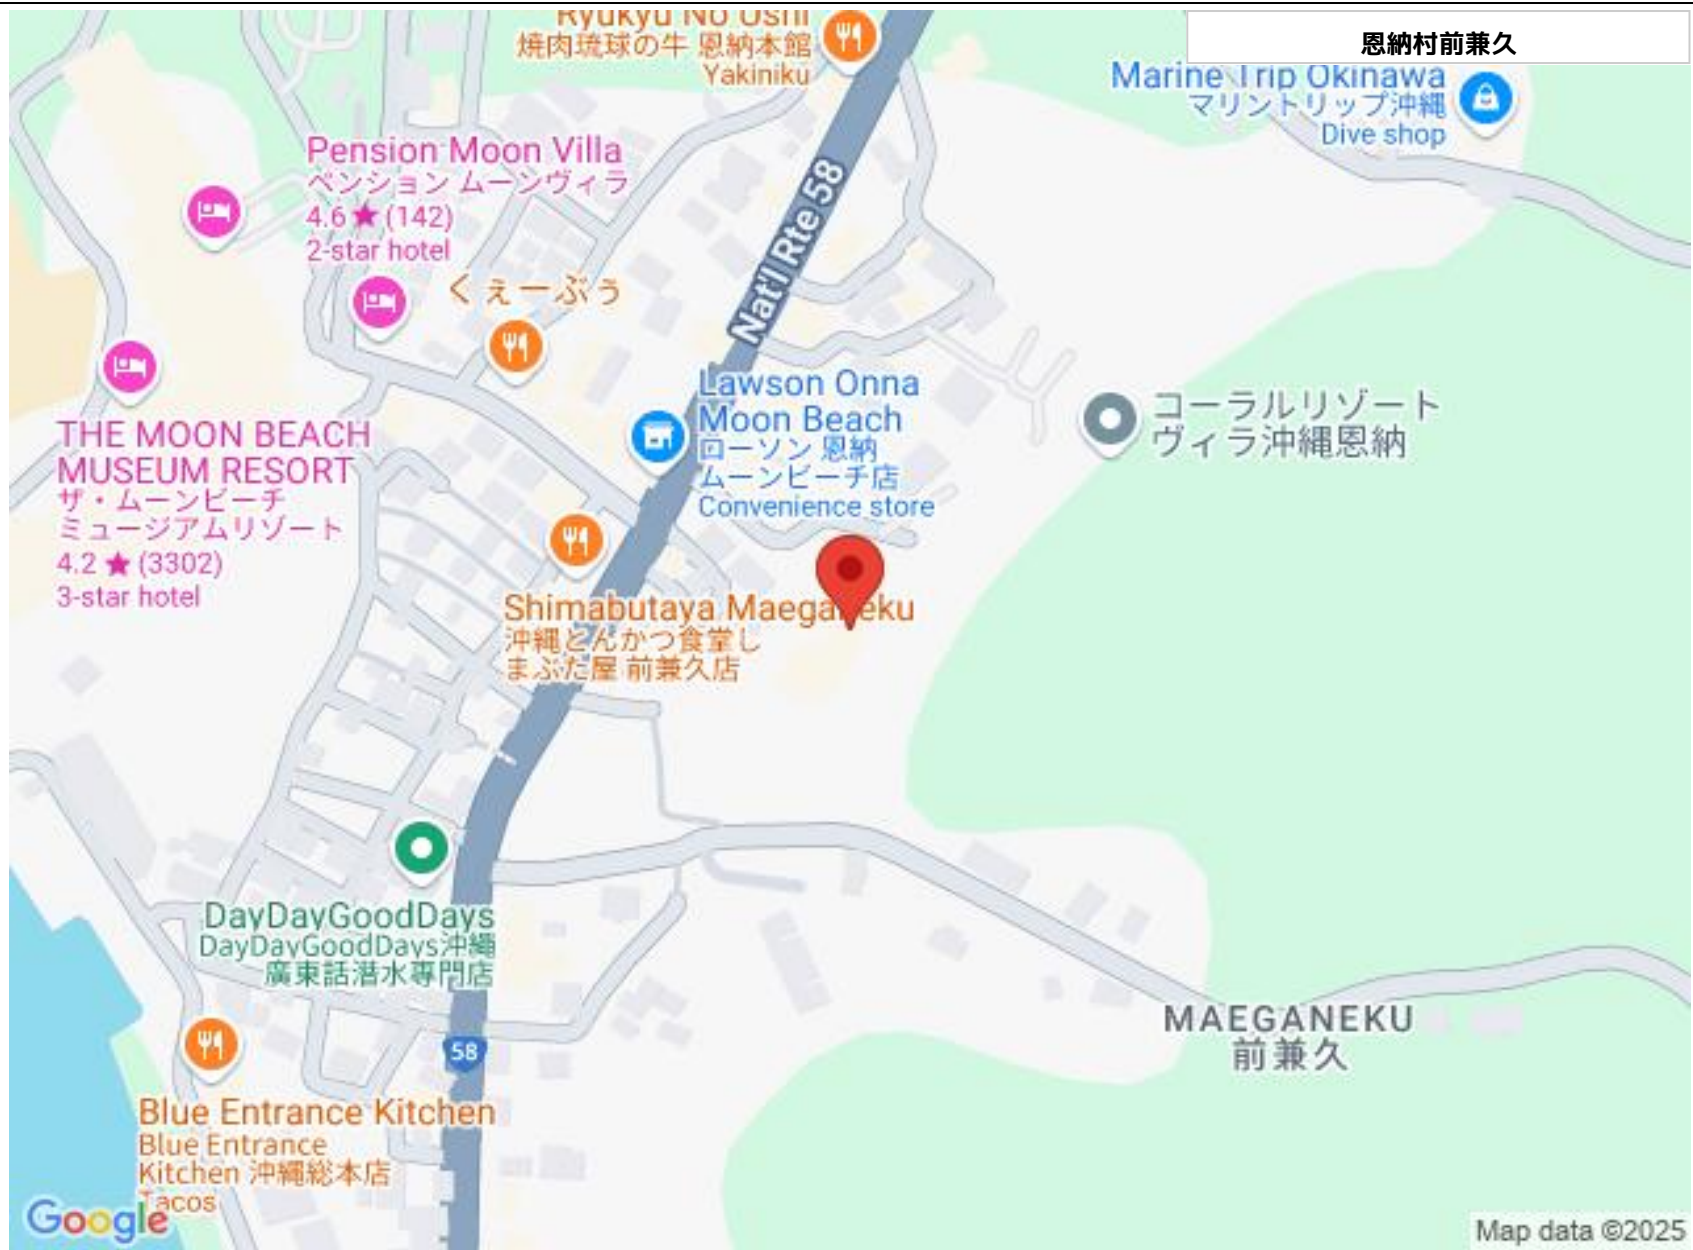 恩納村前兼久
Ryukyu No Ushi
焼肉琉球の牛 恩納本館
Yakiniku
Marine Trip Okinawa
マリントリップ沖縄
Dive shop
Pension Moon Villa
ペンション ムーンヴィラ
4.6 ★ (142)
2-star hotel
くぇーぶぅ
Nat'l Rte 58
Lawson Onna
Moon Beach
ローソン 恩納
ムーンビーチ店
Convenience store
コーラルリゾート
ヴィラ沖縄恩納
THE MOON BEACH
MUSEUM RESORT
ザ・ムーンビーチ
ミュージアムリゾート
4.2 ★ (3302)
3-star hotel
Shimabutaya Maeganeku
沖縄とんかつ食堂し
まぶた屋 前兼久店
DayDayGoodDays
DayDayGoodDays沖繩
廣東話潛水專門店
58
MAEGANEKU
前兼久
Blue Entrance Kitchen
Blue Entrance
Kitchen 沖縄総本店
Tacos
Google
Map data ©2025